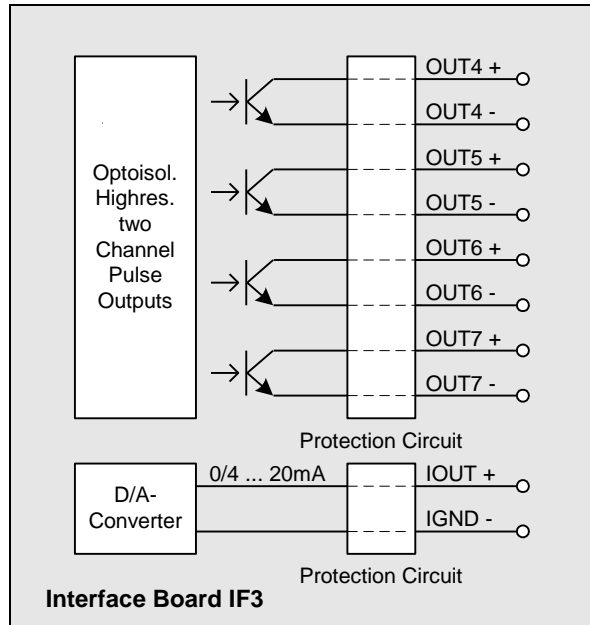 OUT4 +
OUT4 -
OUT5 +
OUT5 -
OUT6 +
OUT6 -
OUT7 +
OUT7 -
Optoisol.
Highres.
two
Channel
Pulse
Outputs
Protection Circuit
D/A-
Converter
0/4 ... 20mA
IOUT +
IGND -
Protection Circuit
Interface Board IF3